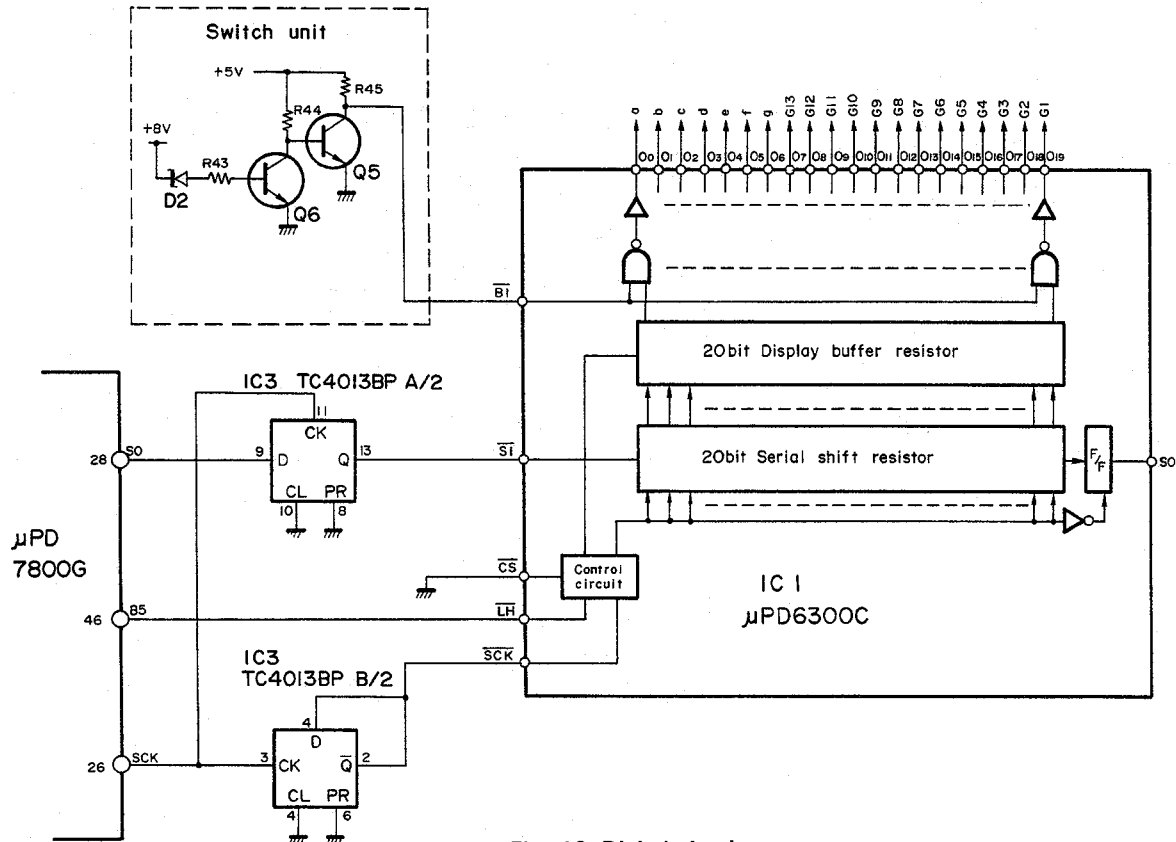 Switch unit
+5V
R44
R45
+8V
R43
D2
Q6
Q5
a b c d e f g G13 G12 G11 G10 G9 G8 G7 G6 G5 G4 G3 G2 G1
O0 O1 O2 O3 O4 O5 O6 O7 O8 O9 O10 O11 O12 O13 O14 O15 O16 O17 O18 O19
BI
20bit Display buffer resistor
IC3 TC4013BP A/2
11
CK
28 SO 9 D Q 13 SI
20bit Serial shift resistor
F/F
SO
CL PR
10 8
μPD
7800G
CS
Control
circuit
IC 1
μPD6300C
46 B5 LH
SCK
IC3
TC4013BP B/2
4
D
26 SCK 3 CK Q 2
CL PR
4 6